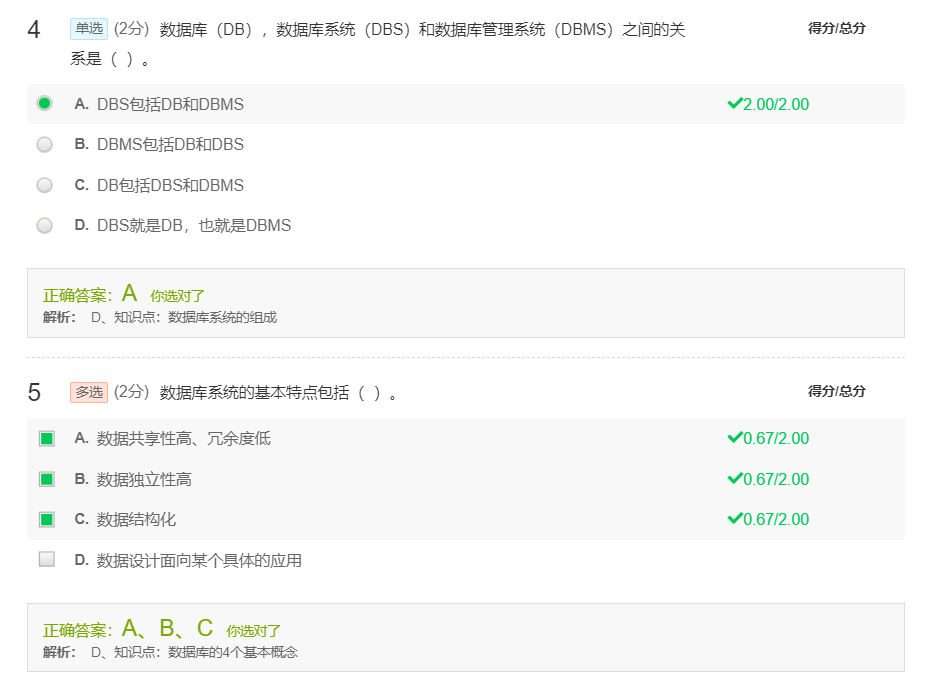 4 单选 (2分) 数据库（DB），数据库系统（DBS）和数据库管理系统（DBMS）之间的关 得分/总分
系是（ ）。
A. DBS包括DB和DBMS 2.00/2.00
B. DBMS包括DB和DBS
C. DB包括DBS和DBMS
D. DBS就是DB，也就是DBMS
正确答案：A 你选对了
解析： D、知识点：数据库系统的组成
5 多选 (2分) 数据库系统的基本特点包括（ ）。 得分/总分
A. 数据共享性高、冗余度低 0.67/2.00
B. 数据独立性高 0.67/2.00
C. 数据结构化 0.67/2.00
D. 数据设计面向某个具体的应用
正确答案：A、B、C 你选对了
解析： D、知识点：数据库的4个基本概念